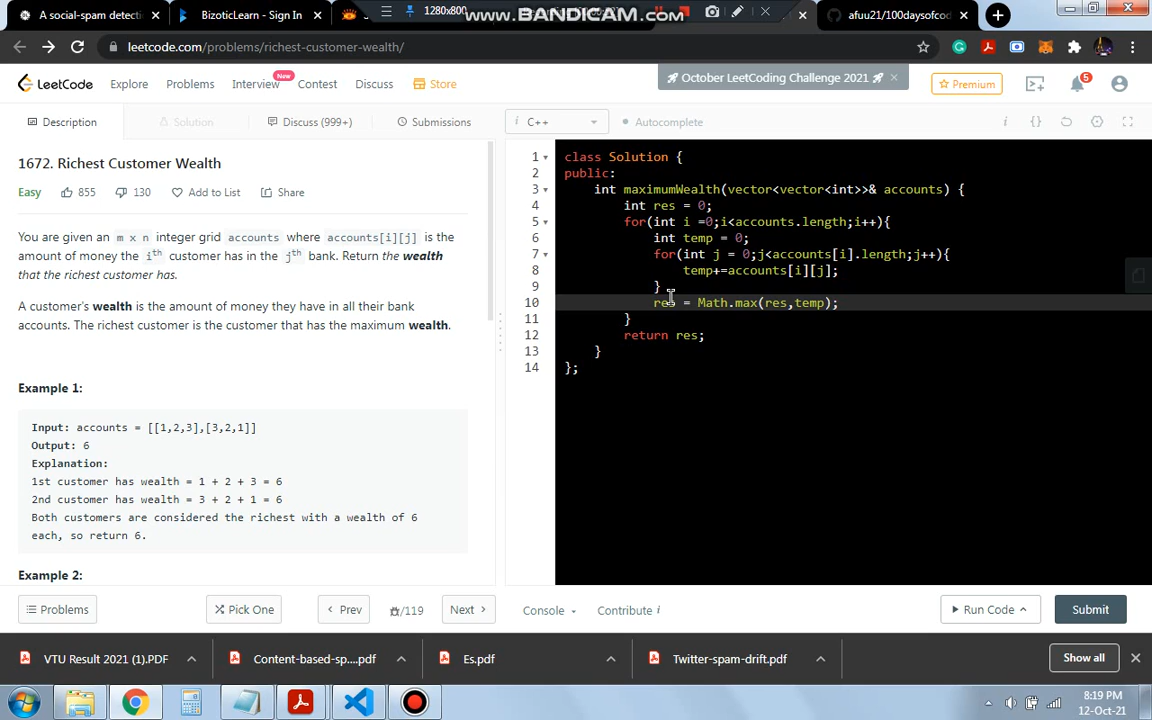 A social-spam detecti
BizoticLearn - Sign In
1280x800
www.BANDICAM.com
afuu21/100daysofcod
leetcode.com/problems/richest-customer-wealth/
LeetCode
Explore
Problems
Interview
New
Contest
Discuss
Store
October LeetCoding Challenge 2021
Premium
5
Description
Solution
Discuss (999+)
Submissions
C++
Autocomplete
1672. Richest Customer Wealth
Easy
855
130
Add to List
Share
You are given an m x n integer grid accounts where accounts[i][j] is the
amount of money the ith customer has in the jth bank. Return the wealth
that the richest customer has.
A customer's wealth is the amount of money they have in all their bank
accounts. The richest customer is the customer that has the maximum wealth.
Example 1:
Input: accounts = [[1,2,3],[3,2,1]]
Output: 6
Explanation:
1st customer has wealth = 1 + 2 + 3 = 6
2nd customer has wealth = 3 + 2 + 1 = 6
Both customers are considered the richest with a wealth of 6
each, so return 6.
Example 2:
1 class Solution {
2 public:
3 int maximumWealth(vector<vector<int>>& accounts) {
4 int res = 0;
5 for(int i =0;i<accounts.length;i++){
6 int temp = 0;
7 for(int j = 0;j<accounts[i].length;j++){
8 temp+=accounts[i][j];
9 }
10 res = Math.max(res,temp);
11 }
12 return res;
13 }
14 };
Problems
Pick One
Prev
/119
Next
Console
Contribute i
Run Code
Submit
VTU Result 2021 (1).PDF
Content-based-sp....pdf
Es.pdf
Twitter-spam-drift.pdf
Show all
8:19 PM
12-Oct-21